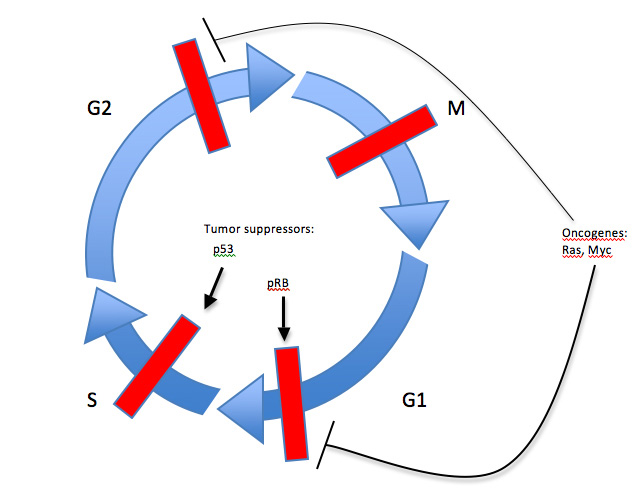 G2
M
Tumor suppressors:
p53
Oncogenes:
Ras, Myc
pRB
S
G1